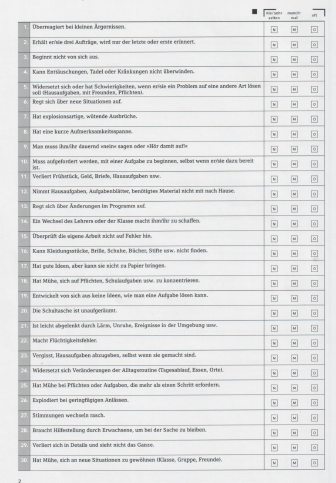 nie/sehr selten manch-mal oft
1. Überreagiert bei kleinen Ärgernissen. N M O
2. Erhält er/sie drei Aufträge, wird nur der letzte oder erste erinnert. N M O
3. Beginnt nicht von sich aus. N M O
4. Kann Enttäuschungen, Tadel oder Kränkungen nicht überwinden. N M O
5. Widersetzt sich oder hat Schwierigkeiten, wenn er/sie ein Problem auf eine andere Art lösen
soll (Hausaufgaben, mit Freunden, Pflichten). N M O
6. Regt sich über neue Situationen auf. N M O
7. Hat explosionsartige, wütende Ausbrüche. N M O
8. Hat eine kurze Aufmerksamkeitsspanne. N M O
9. Man muss ihm/ihr dauernd «nein» sagen oder «Hör damit auf!» N M O
10. Muss aufgefordert werden, mit einer Aufgabe zu beginnen, selbst wenn er/sie dazu bereit
ist. N M O
11. Verliert Frühstück, Geld, Briefe, Hausaufgaben usw. N M O
12. Nimmt Hausaufgaben, Aufgabenblätter, benötigtes Material nicht mit nach Hause. N M O
13. Regt sich über Änderungen im Programm auf. N M O
14. Ein Wechsel des Lehrers oder der Klasse macht ihm/ihr zu schaffen. N M O
15. Überprüft die eigene Arbeit nicht auf Fehler hin. N M O
16. Kann Kleidungsstücke, Brille, Schuhe, Bücher, Stifte usw. nicht finden. N M O
17. Hat gute Ideen, aber kann sie nicht zu Papier bringen. N M O
18. Hat Mühe, sich auf Pflichten, Schulaufgaben usw. zu konzentrieren. N M O
19. Entwickelt von sich aus keine Ideen, wie man eine Aufgabe lösen kann. N M O
20. Die Schultasche ist unaufgeräumt. N M O
21. Ist leicht abgelenkt durch Lärm, Unruhe, Ereignisse in der Umgebung usw. N M O
22. Macht Flüchtigkeitsfehler. N M O
23. Vergisst, Hausaufgaben abzugeben, selbst wenn sie gemacht sind. N M O
24. Widersetzt sich Veränderungen der Alltagsroutine (Tagesablauf, Essen, Orte). N M O
25. Hat Mühe bei Pflichten oder Aufgaben, die mehr als einen Schritt erfordern. N M O
26. Explodiert bei geringfügigen Anlässen. N M O
27. Stimmungen wechseln rasch. N M O
28. Braucht Hilfestellung durch Erwachsene, um bei der Sache zu bleiben. N M O
29. Verliert sich in Details und sieht nicht das Ganze. N M O
30. Hat Mühe, sich an neue Situationen zu gewöhnen (Klasse, Gruppe, Freunde). N M O
2